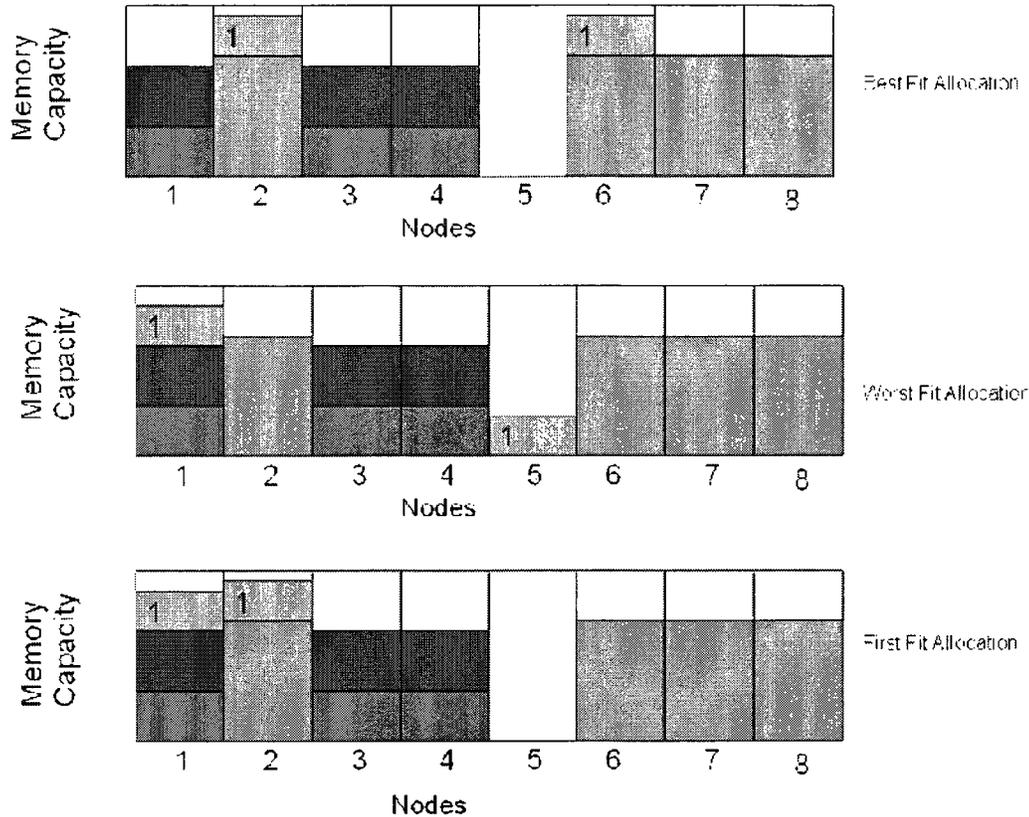 Memory
Capacity
1
1
Best Fit Allocation
1 2 3 4 5 6 7 8
Nodes
Memory
Capacity
1
1
Worst Fit Allocation
1 2 3 4 5 6 7 8
Nodes
Memory
Capacity
1
1
First Fit Allocation
1 2 3 4 5 6 7 8
Nodes